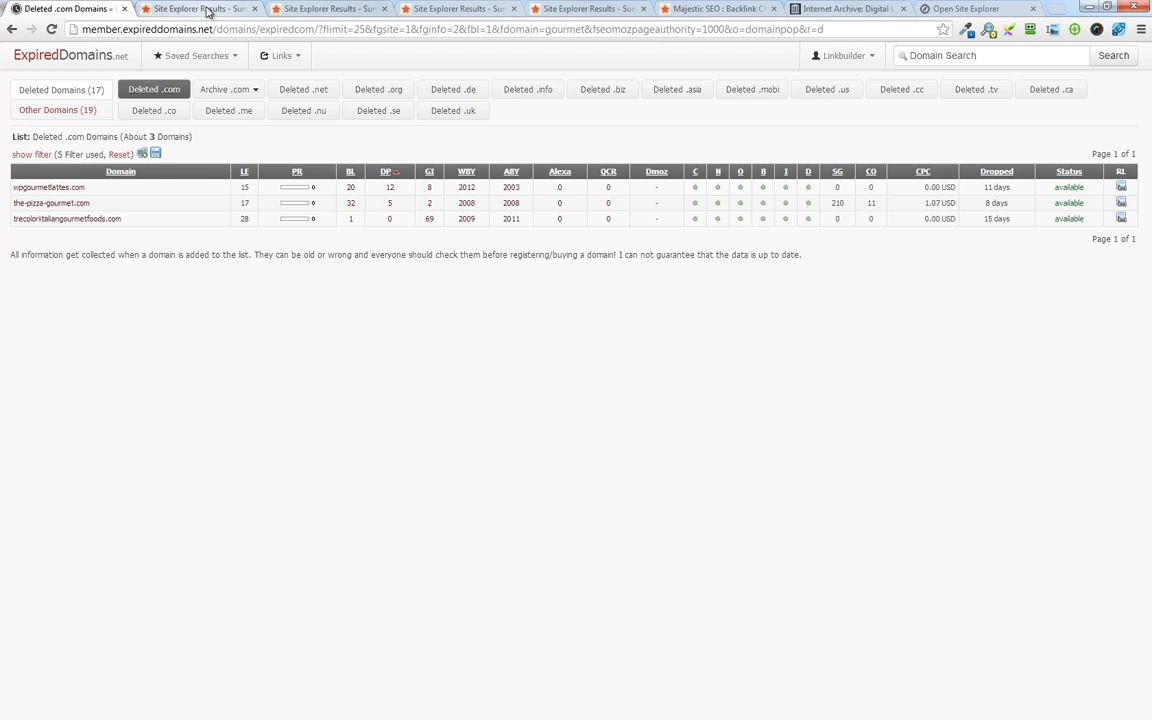 Deleted .com Domains »
Site Explorer Results - Sum
Site Explorer Results - Sum
Site Explorer Results - Sum
Site Explorer Results - Sum
Majestic SEO : Backlink C
Internet Archive: Digital L
Open Site Explorer
member.expireddomains.net/domains/expiredcom/?flimit=25&fgsite=1&fginfo=2&fbl=1&fdomain=gourmet&fseomozpageauthority=1000&o=domainpop&r=d
ExpiredDomains.net
Saved Searches
Links
Linkbuilder
Domain Search
Search
Deleted Domains (17)
Deleted .com
Archive .com
Deleted .net
Deleted .org
Deleted .de
Deleted .info
Deleted .biz
Deleted .asia
Deleted .mobi
Deleted .us
Deleted .cc
Deleted .tv
Deleted .ca
Other Domains (19)
Deleted .co
Deleted .me
Deleted .nu
Deleted .se
Deleted .uk
List: Deleted .com Domains (About 3 Domains)
show filter (5 Filter used, Reset)
Page 1 of 1
Domain LE PR BL DP GI WBY ABY Alexa QCR Dmoz C N O B I D SG CO CPC Dropped Status RL
wpgourmetlattes.com 15 0 20 12 8 2012 2003 0 0 - 0 0 0.00 USD 11 days available
the-pizza-gourmet.com 17 0 32 5 2 2008 2008 0 0 - 210 11 1.07 USD 8 days available
trecoloriitaliangourmetfoods.com 28 0 1 0 69 2009 2011 0 0 - 0 0 0.00 USD 15 days available
Page 1 of 1
All information get collected when a domain is added to the list. They can be old or wrong and everyone should check them before registering/buying a domain! I can not guarantee that the data is up to date.